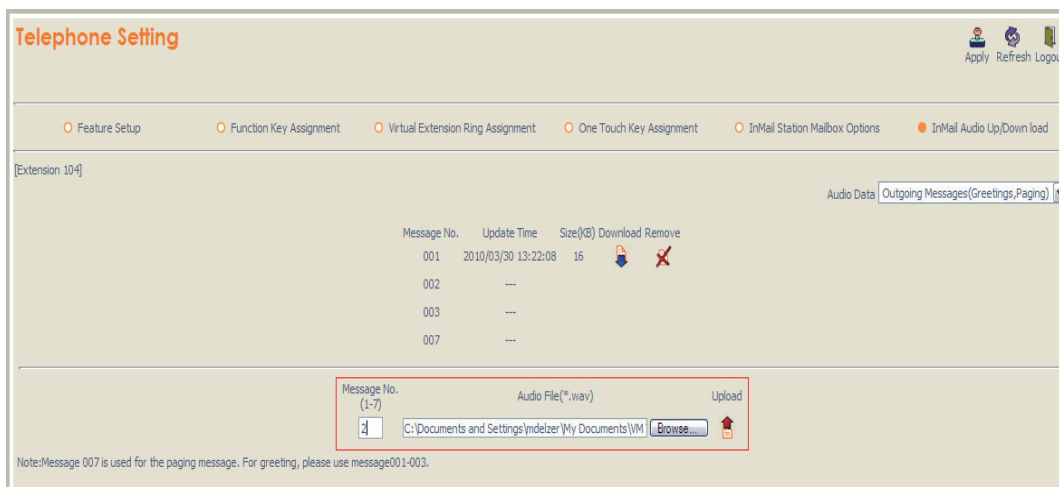 Telephone Setting
Apply Refresh
Feature Setup Function Key Assignment Virtual Extension Ring Assignment One Touch Key Assignment InMail Station Mailbox Options InMail Audio Up/Down load
[Extension 104]
Audio Data Outgoing Messages(Greetings,Paging)
Message No. Update Time Size(KB) Download Remove
001 2010/03/30 13:22:08 16
002 ---
003 ---
007 ---
Message No. (1-7) Audio File(*.wav) Upload
2 C:\Documents and Settings\mdelzer\My Documents\VM Browse...
Note:Message 007 is used for the paging message. For greeting, please use message001-003.